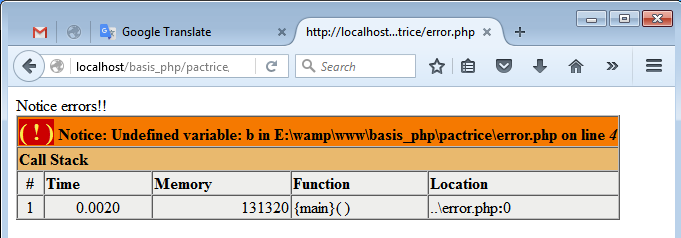 Google Translate
http://localhost...trice/error.php
localhost/basis_php/pactrice,
Search
Notice errors!!
( ! ) Notice: Undefined variable: b in E:\wamp\www\basis_php\pactrice\error.php on line 4
Call Stack
# Time Memory Function Location
1 0.0020 131320 {main}( ) ..\error.php:0